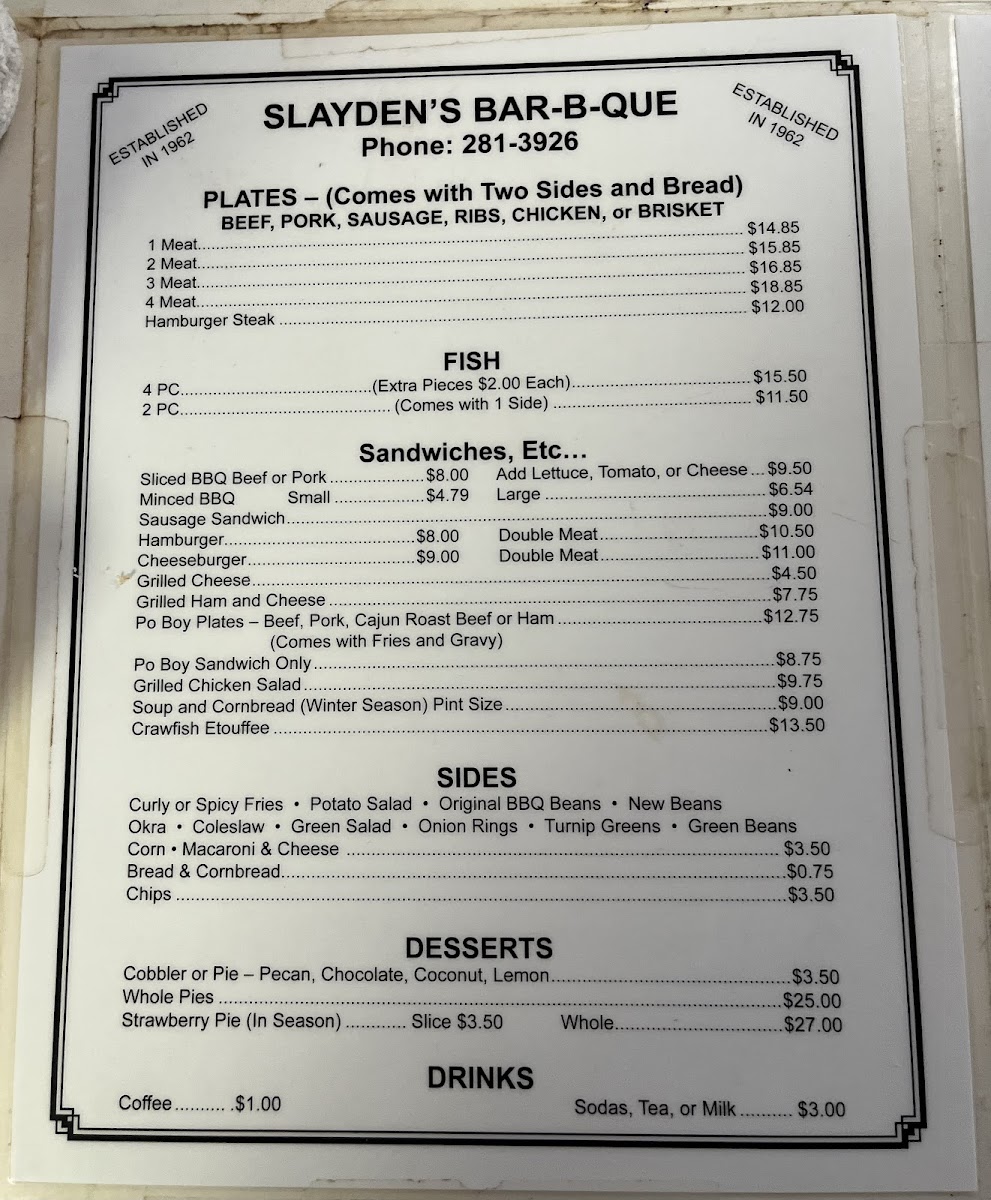 ESTABLISHED
IN 1962
SLAYDEN'S BAR-B-QUE
Phone: 281-3926
ESTABLISHED
IN 1962
PLATES – (Comes with Two Sides and Bread)
BEEF, PORK, SAUSAGE, RIBS, CHICKEN, or BRISKET
1 Meat $14.85
2 Meat $15.85
3 Meat $16.85
4 Meat $18.85
Hamburger Steak $12.00
FISH
4 PC (Extra Pieces $2.00 Each) $15.50
2 PC (Comes with 1 Side) $11.50
Sandwiches, Etc…
Sliced BBQ Beef or Pork $8.00 Add Lettuce, Tomato, or Cheese $9.50
Minced BBQ Small $4.79 Large $6.54
Sausage Sandwich $9.00
Hamburger $8.00 Double Meat $10.50
Cheeseburger $9.00 Double Meat $11.00
Grilled Cheese $4.50
Grilled Ham and Cheese $7.75
Po Boy Plates – Beef, Pork, Cajun Roast Beef or Ham $12.75
(Comes with Fries and Gravy)
Po Boy Sandwich Only $8.75
Grilled Chicken Salad $9.75
Soup and Cornbread (Winter Season) Pint Size $9.00
Crawfish Etouffee $13.50
SIDES
Curly or Spicy Fries • Potato Salad • Original BBQ Beans • New Beans
Okra • Coleslaw • Green Salad • Onion Rings • Turnip Greens • Green Beans
Corn • Macaroni & Cheese $3.50
Bread & Cornbread $0.75
Chips $3.50
DESSERTS
Cobbler or Pie – Pecan, Chocolate, Coconut, Lemon $3.50
Whole Pies $25.00
Strawberry Pie (In Season) Slice $3.50 Whole $27.00
DRINKS
Coffee $1.00 Sodas, Tea, or Milk $3.00